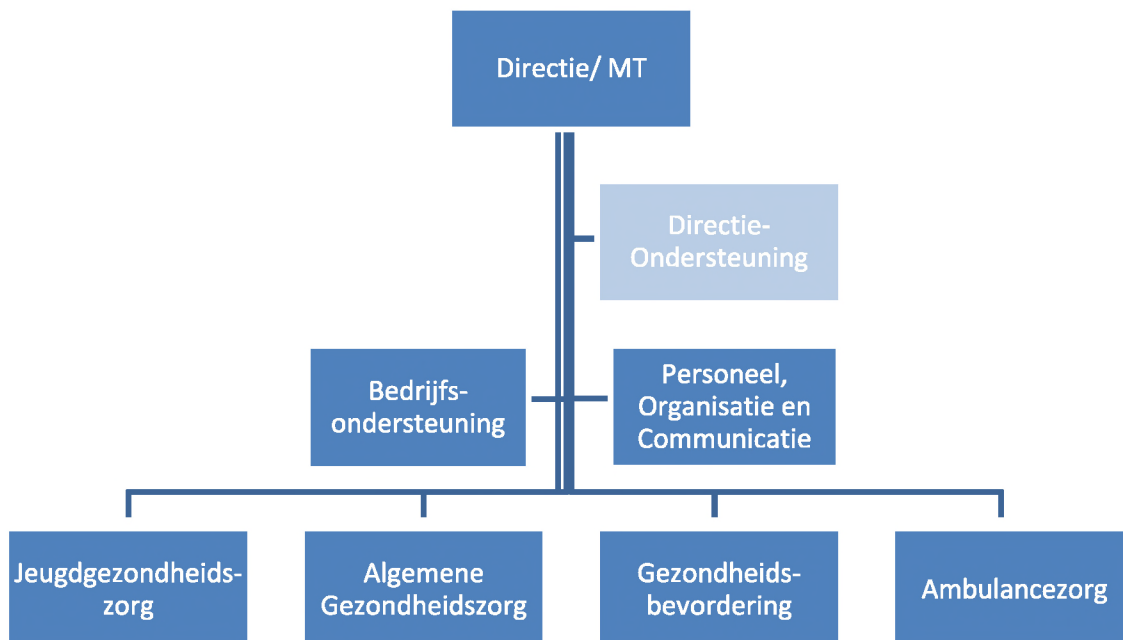 Directie/ MT
Directie-
Ondersteuning
Bedrijfs-
ondersteuning
Personeel,
Organisatie en
Communicatie
Jeugdgezondheids-
zorg
Algemene
Gezondheidszorg
Gezondheids-
bevordering
Ambulancezorg